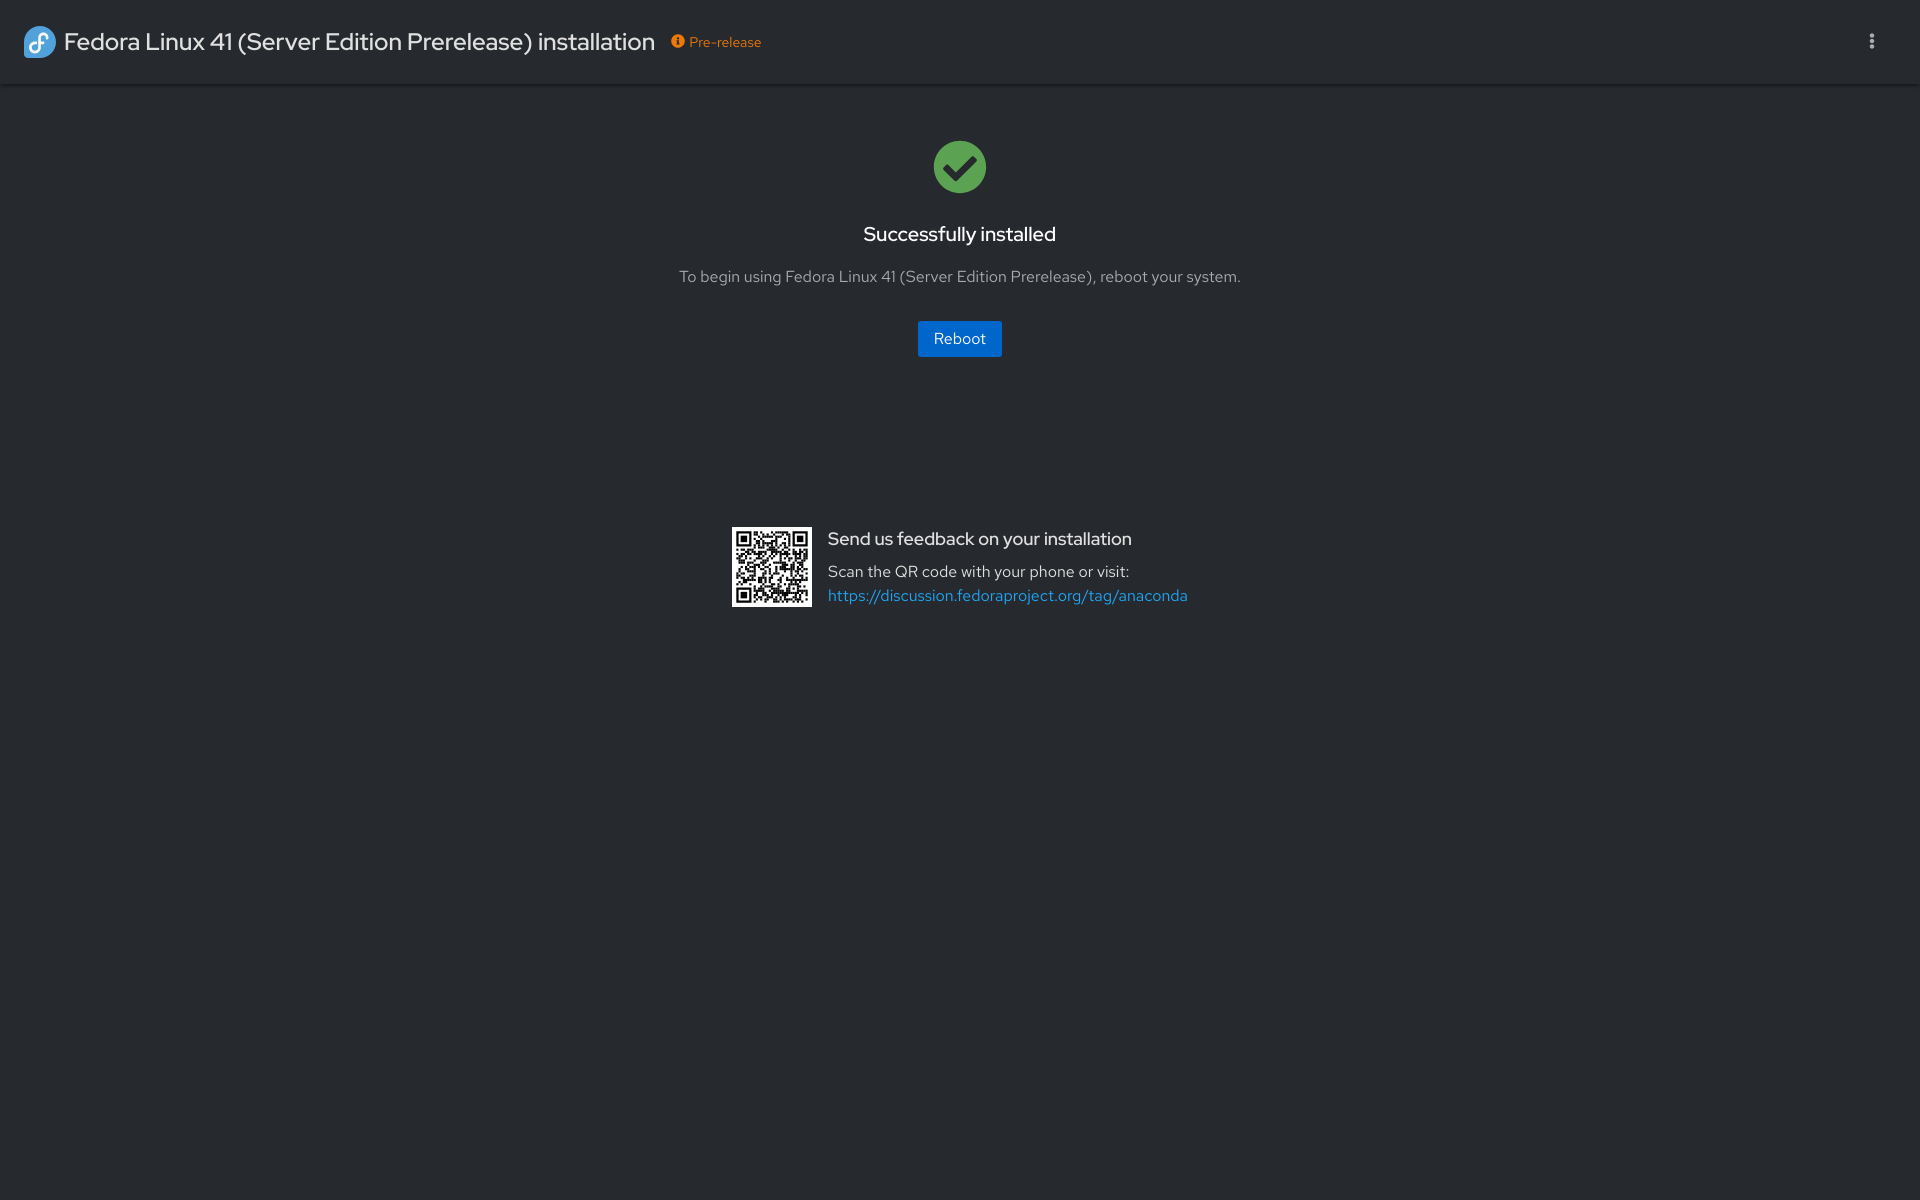 Fedora Linux 41 (Server Edition Prerelease) installation
Pre-release
Successfully installed
To begin using Fedora Linux 41 (Server Edition Prerelease), reboot your system.
Reboot
Send us feedback on your installation
Scan the QR code with your phone or visit:
https://discussion.fedoraproject.org/tag/anaconda